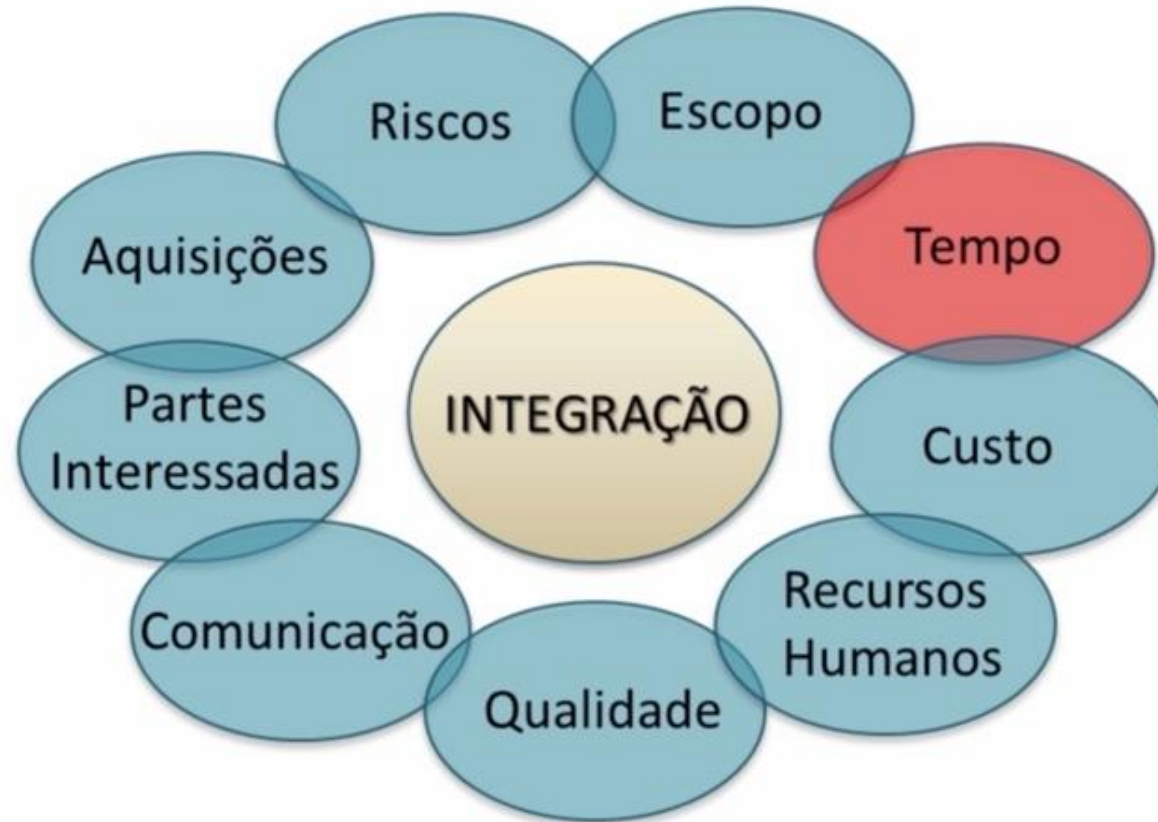 Riscos
Escopo
Aquisições
Tempo
INTEGRAÇÃO
Partes
Interessadas
Custo
Recursos
Humanos
Comunicação
Qualidade